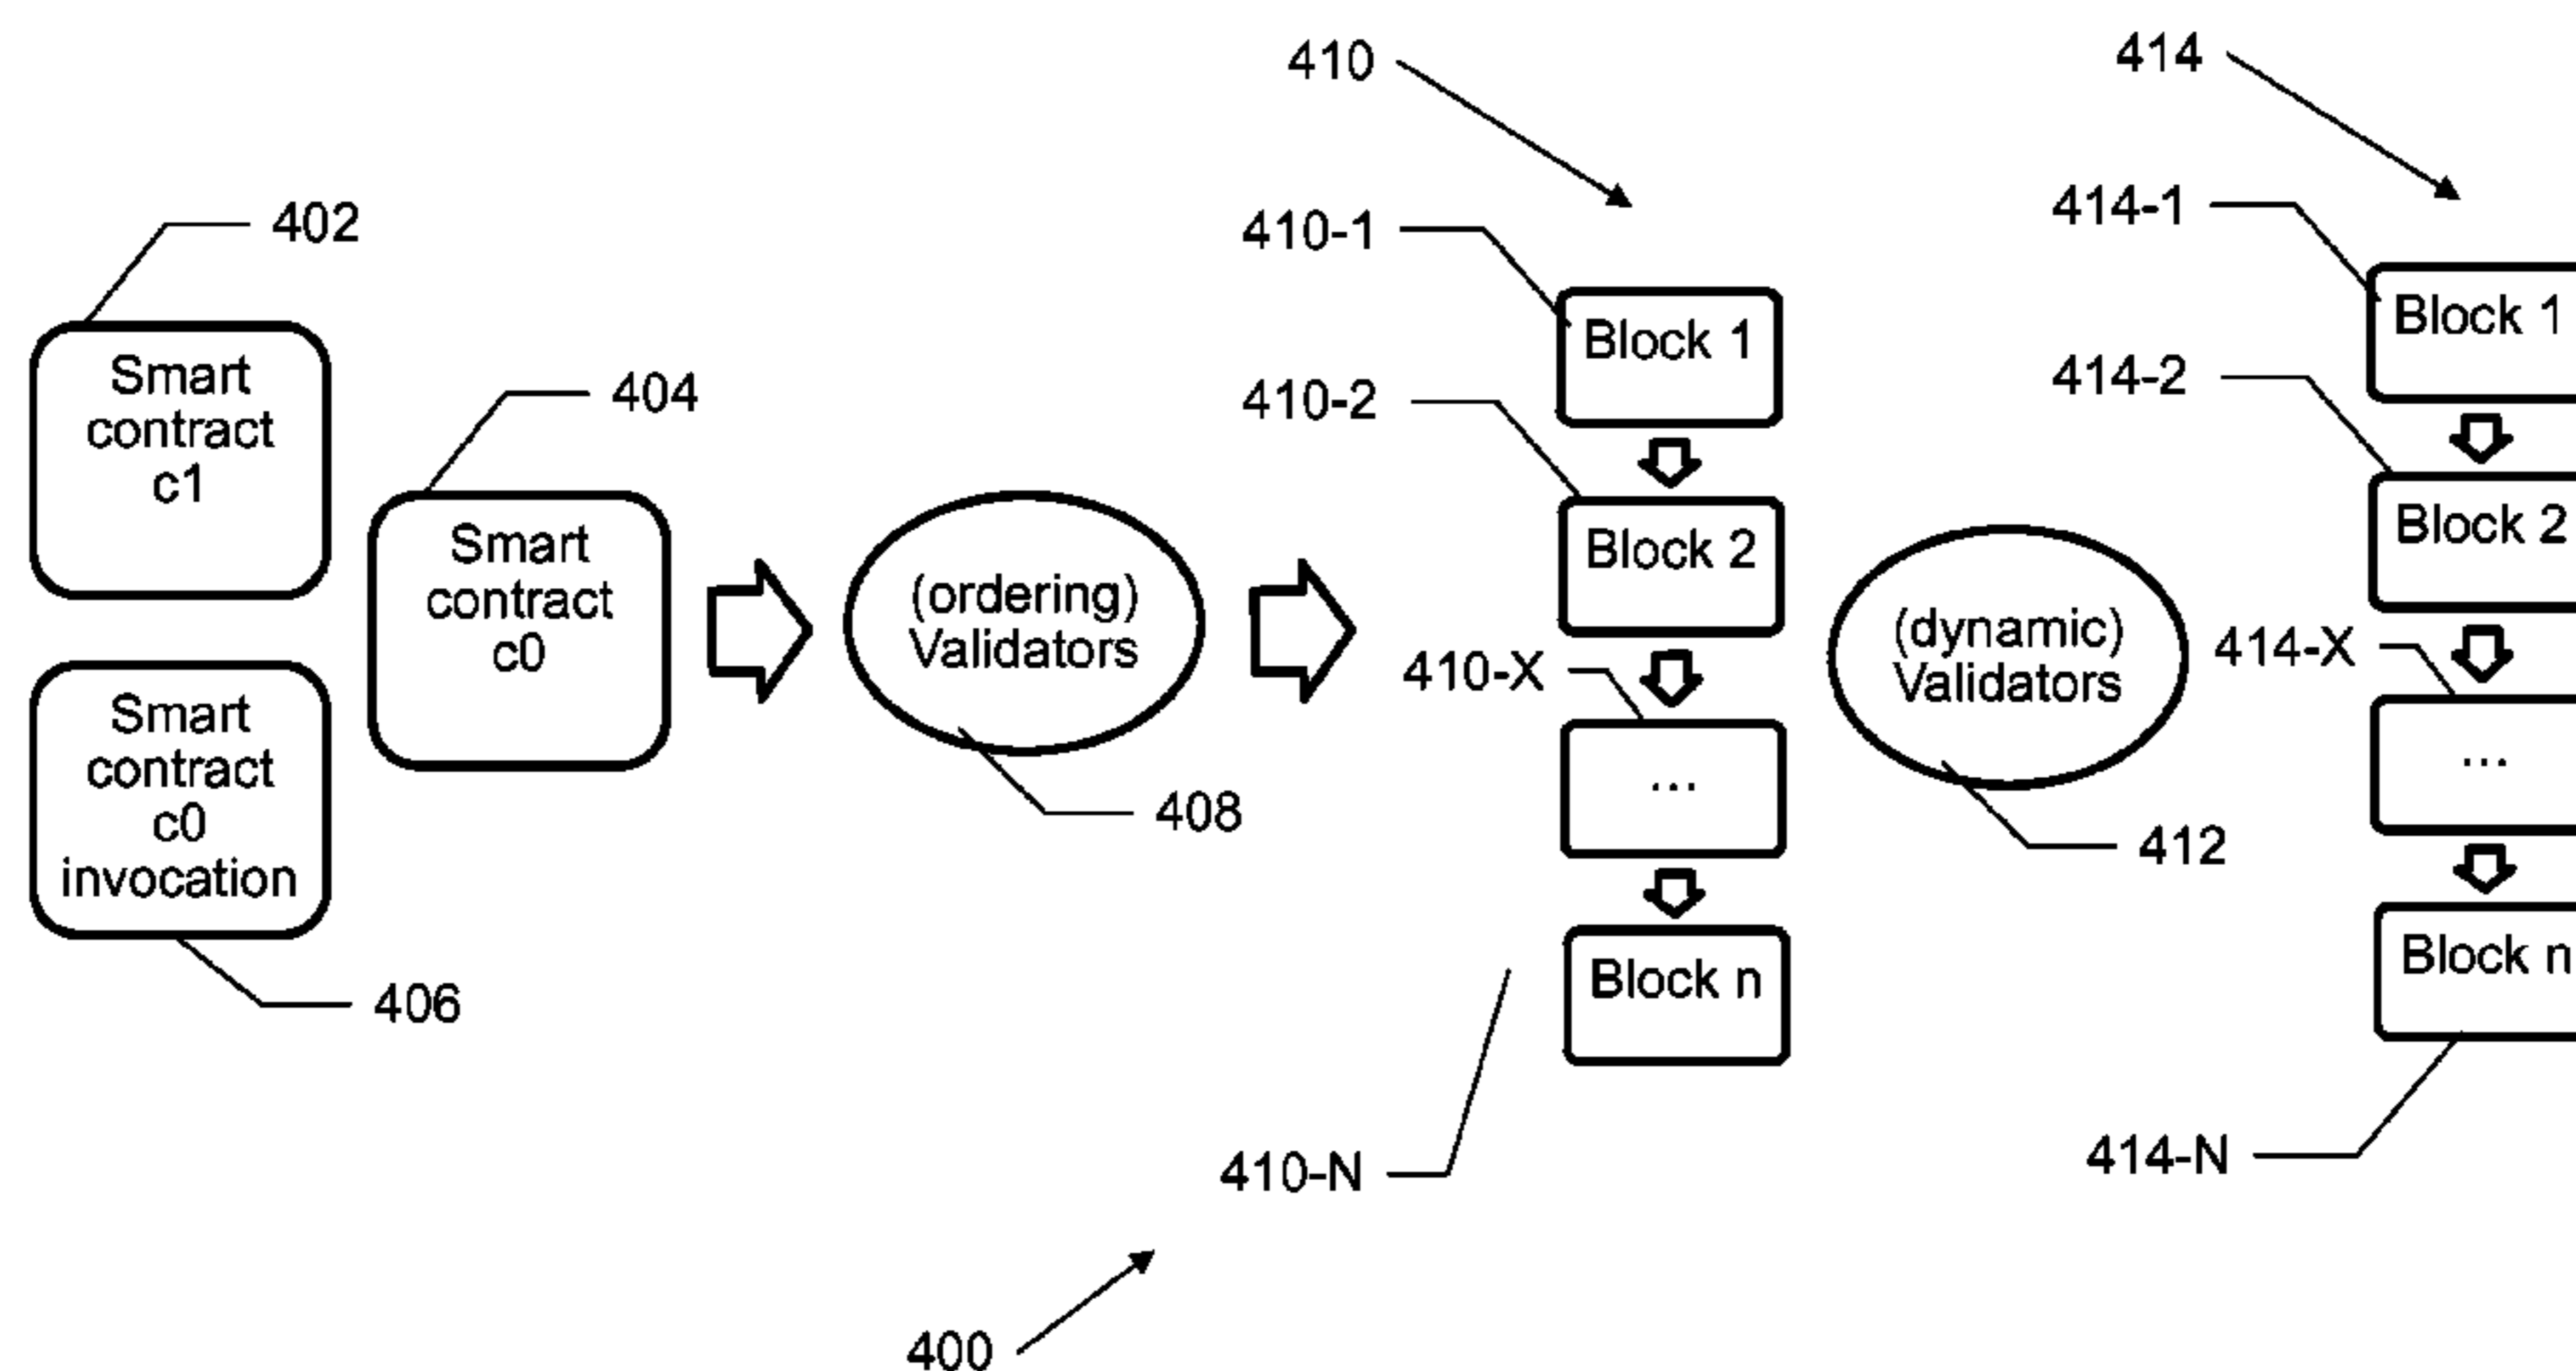 410
414
402
410-1
414-1
Smart
contract
c1
404
410-2
414-2
Block 1
Block 1
Smart
contract
c0
(ordering)
Validators
Block 2
Block 2
410-X
(dynamic)
Validators
414-X
Smart
contract
c0
invocation
408
...
412
...
406
Block n
Block n
410-N
414-N
400